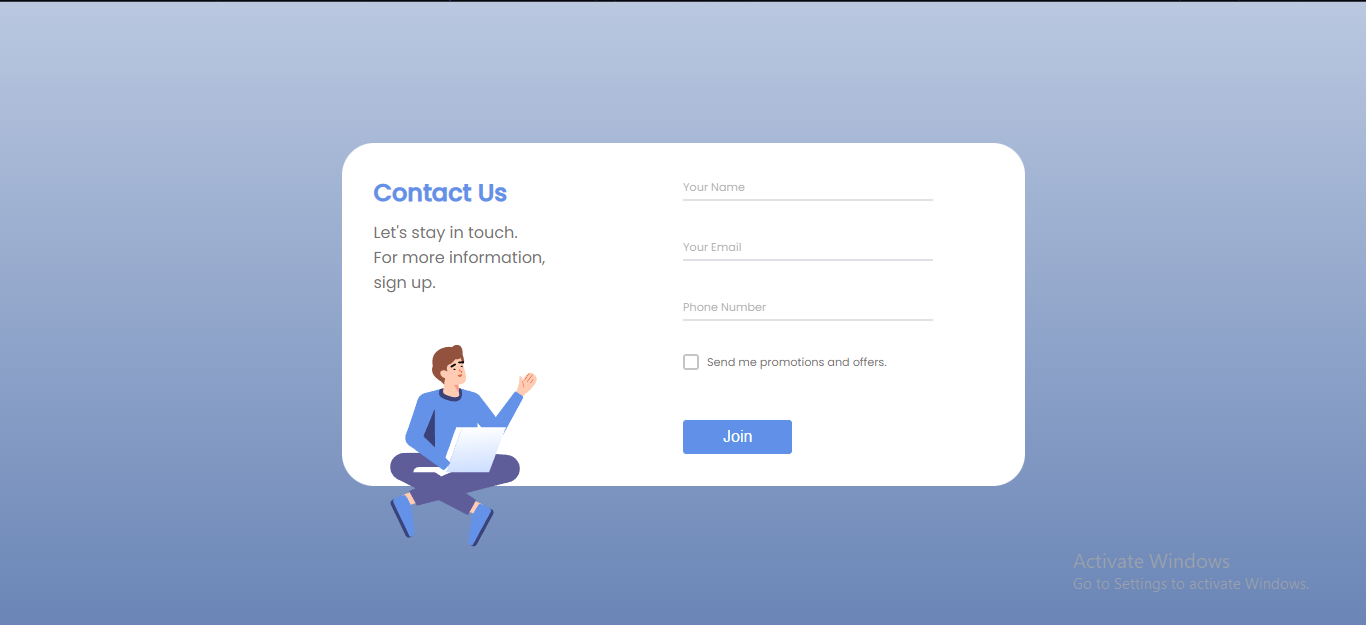 Contact Us
Let's stay in touch.
For more information,
sign up.
Your Name
Your Email
Phone Number
Send me promotions and offers.
Join
Activate Windows
Go to Settings to activate Windows.